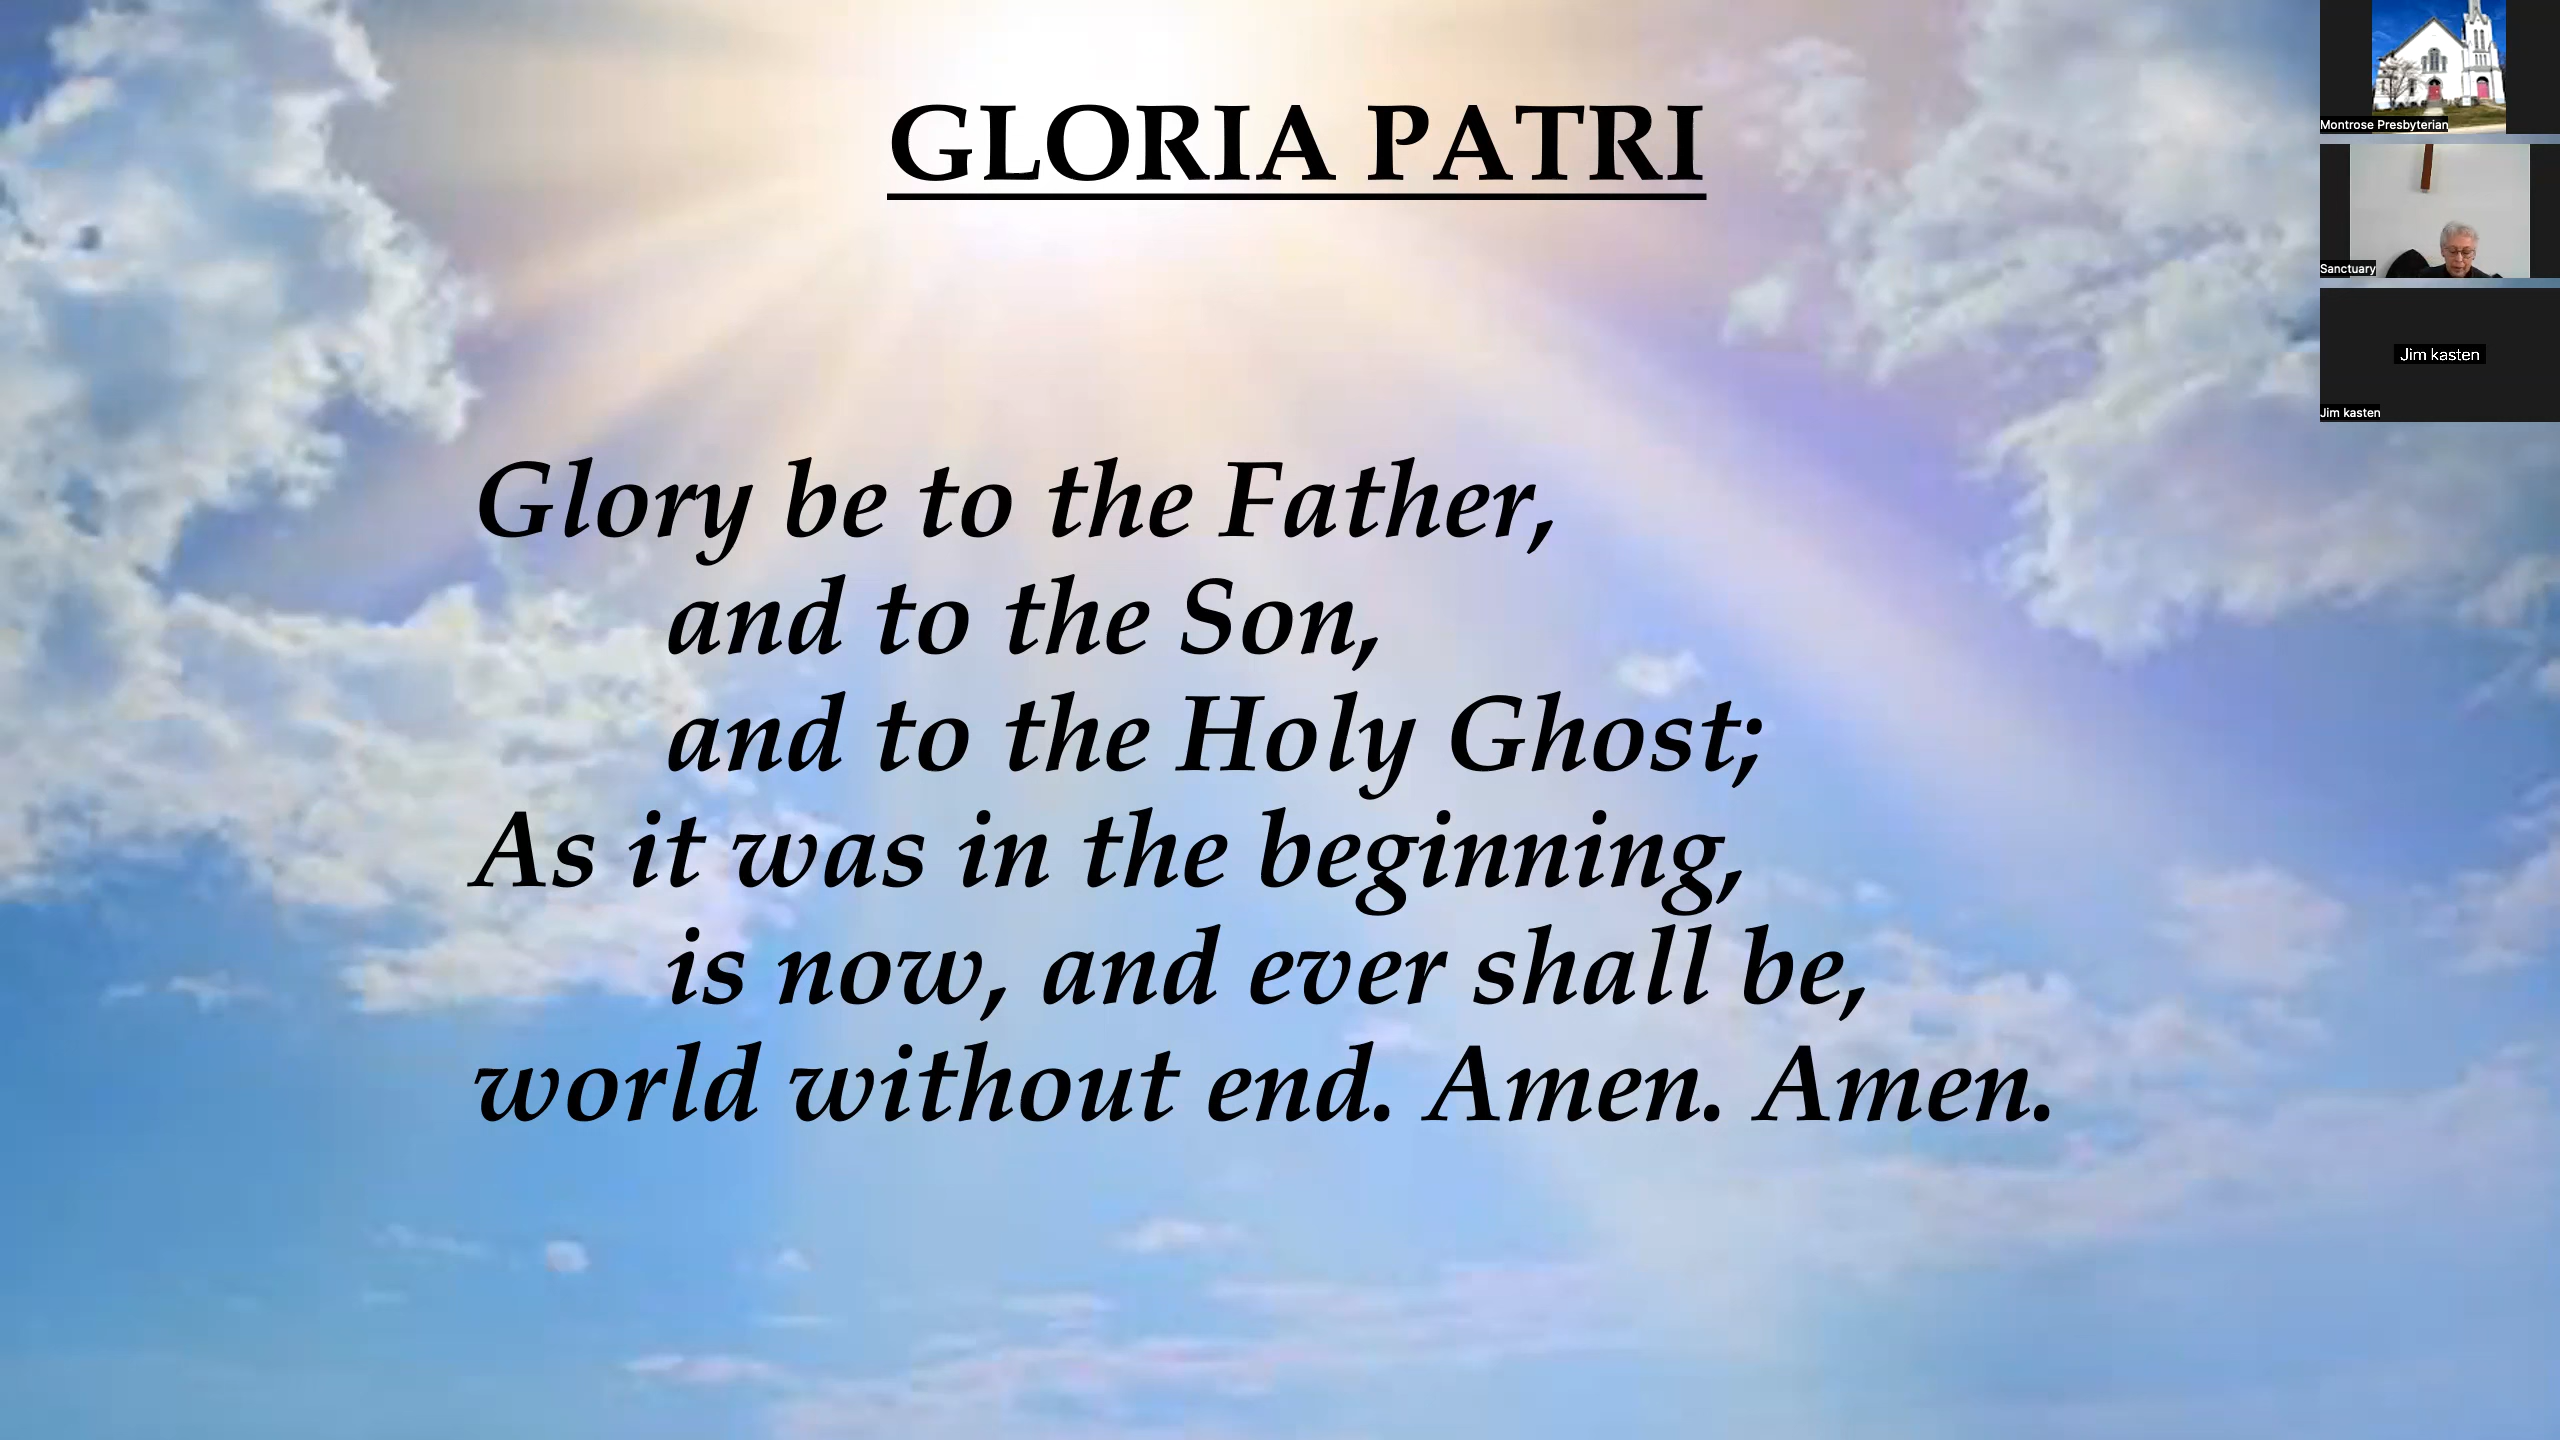 GLORIA PATRI
Glory be to the Father,
and to the Son,
and to the Holy Ghost;
As it was in the beginning,
is now, and ever shall be,
world without end. Amen. Amen.
Montrose Presbyterian
Sanctuary
Jim kasten
Jim kasten